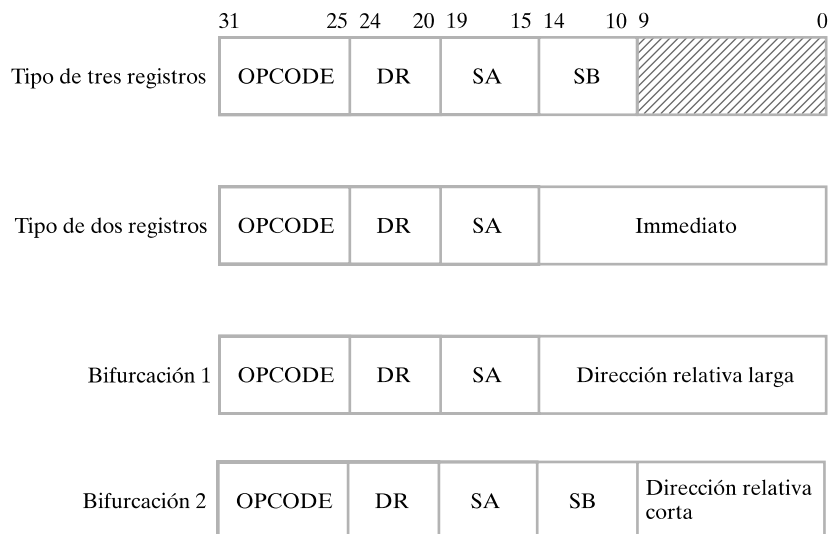 31 25 24 20 19 15 14 10 9 0
Tipo de tres registros OPCODE DR SA SB
Tipo de dos registros OPCODE DR SA Immediato
Bifurcación 1 OPCODE DR SA Dirección relativa larga
Bifurcación 2 OPCODE DR SA SB Dirección relativa
corta